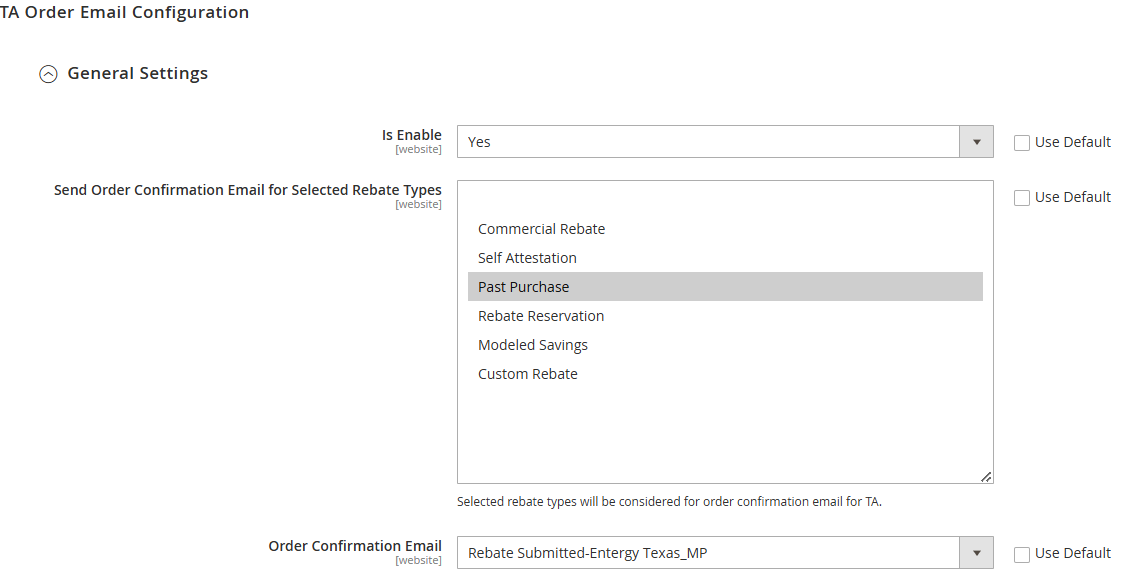 TA Order Email Configuration
General Settings
Is Enable
[website]
Yes
Use Default
Send Order Confirmation Email for Selected Rebate Types
[website]
Commercial Rebate
Self Attestation
Past Purchase
Rebate Reservation
Modeled Savings
Custom Rebate
Use Default
Selected rebate types will be considered for order confirmation email for TA.
Order Confirmation Email
[website]
Rebate Submitted-Entergy Texas_MP
Use Default